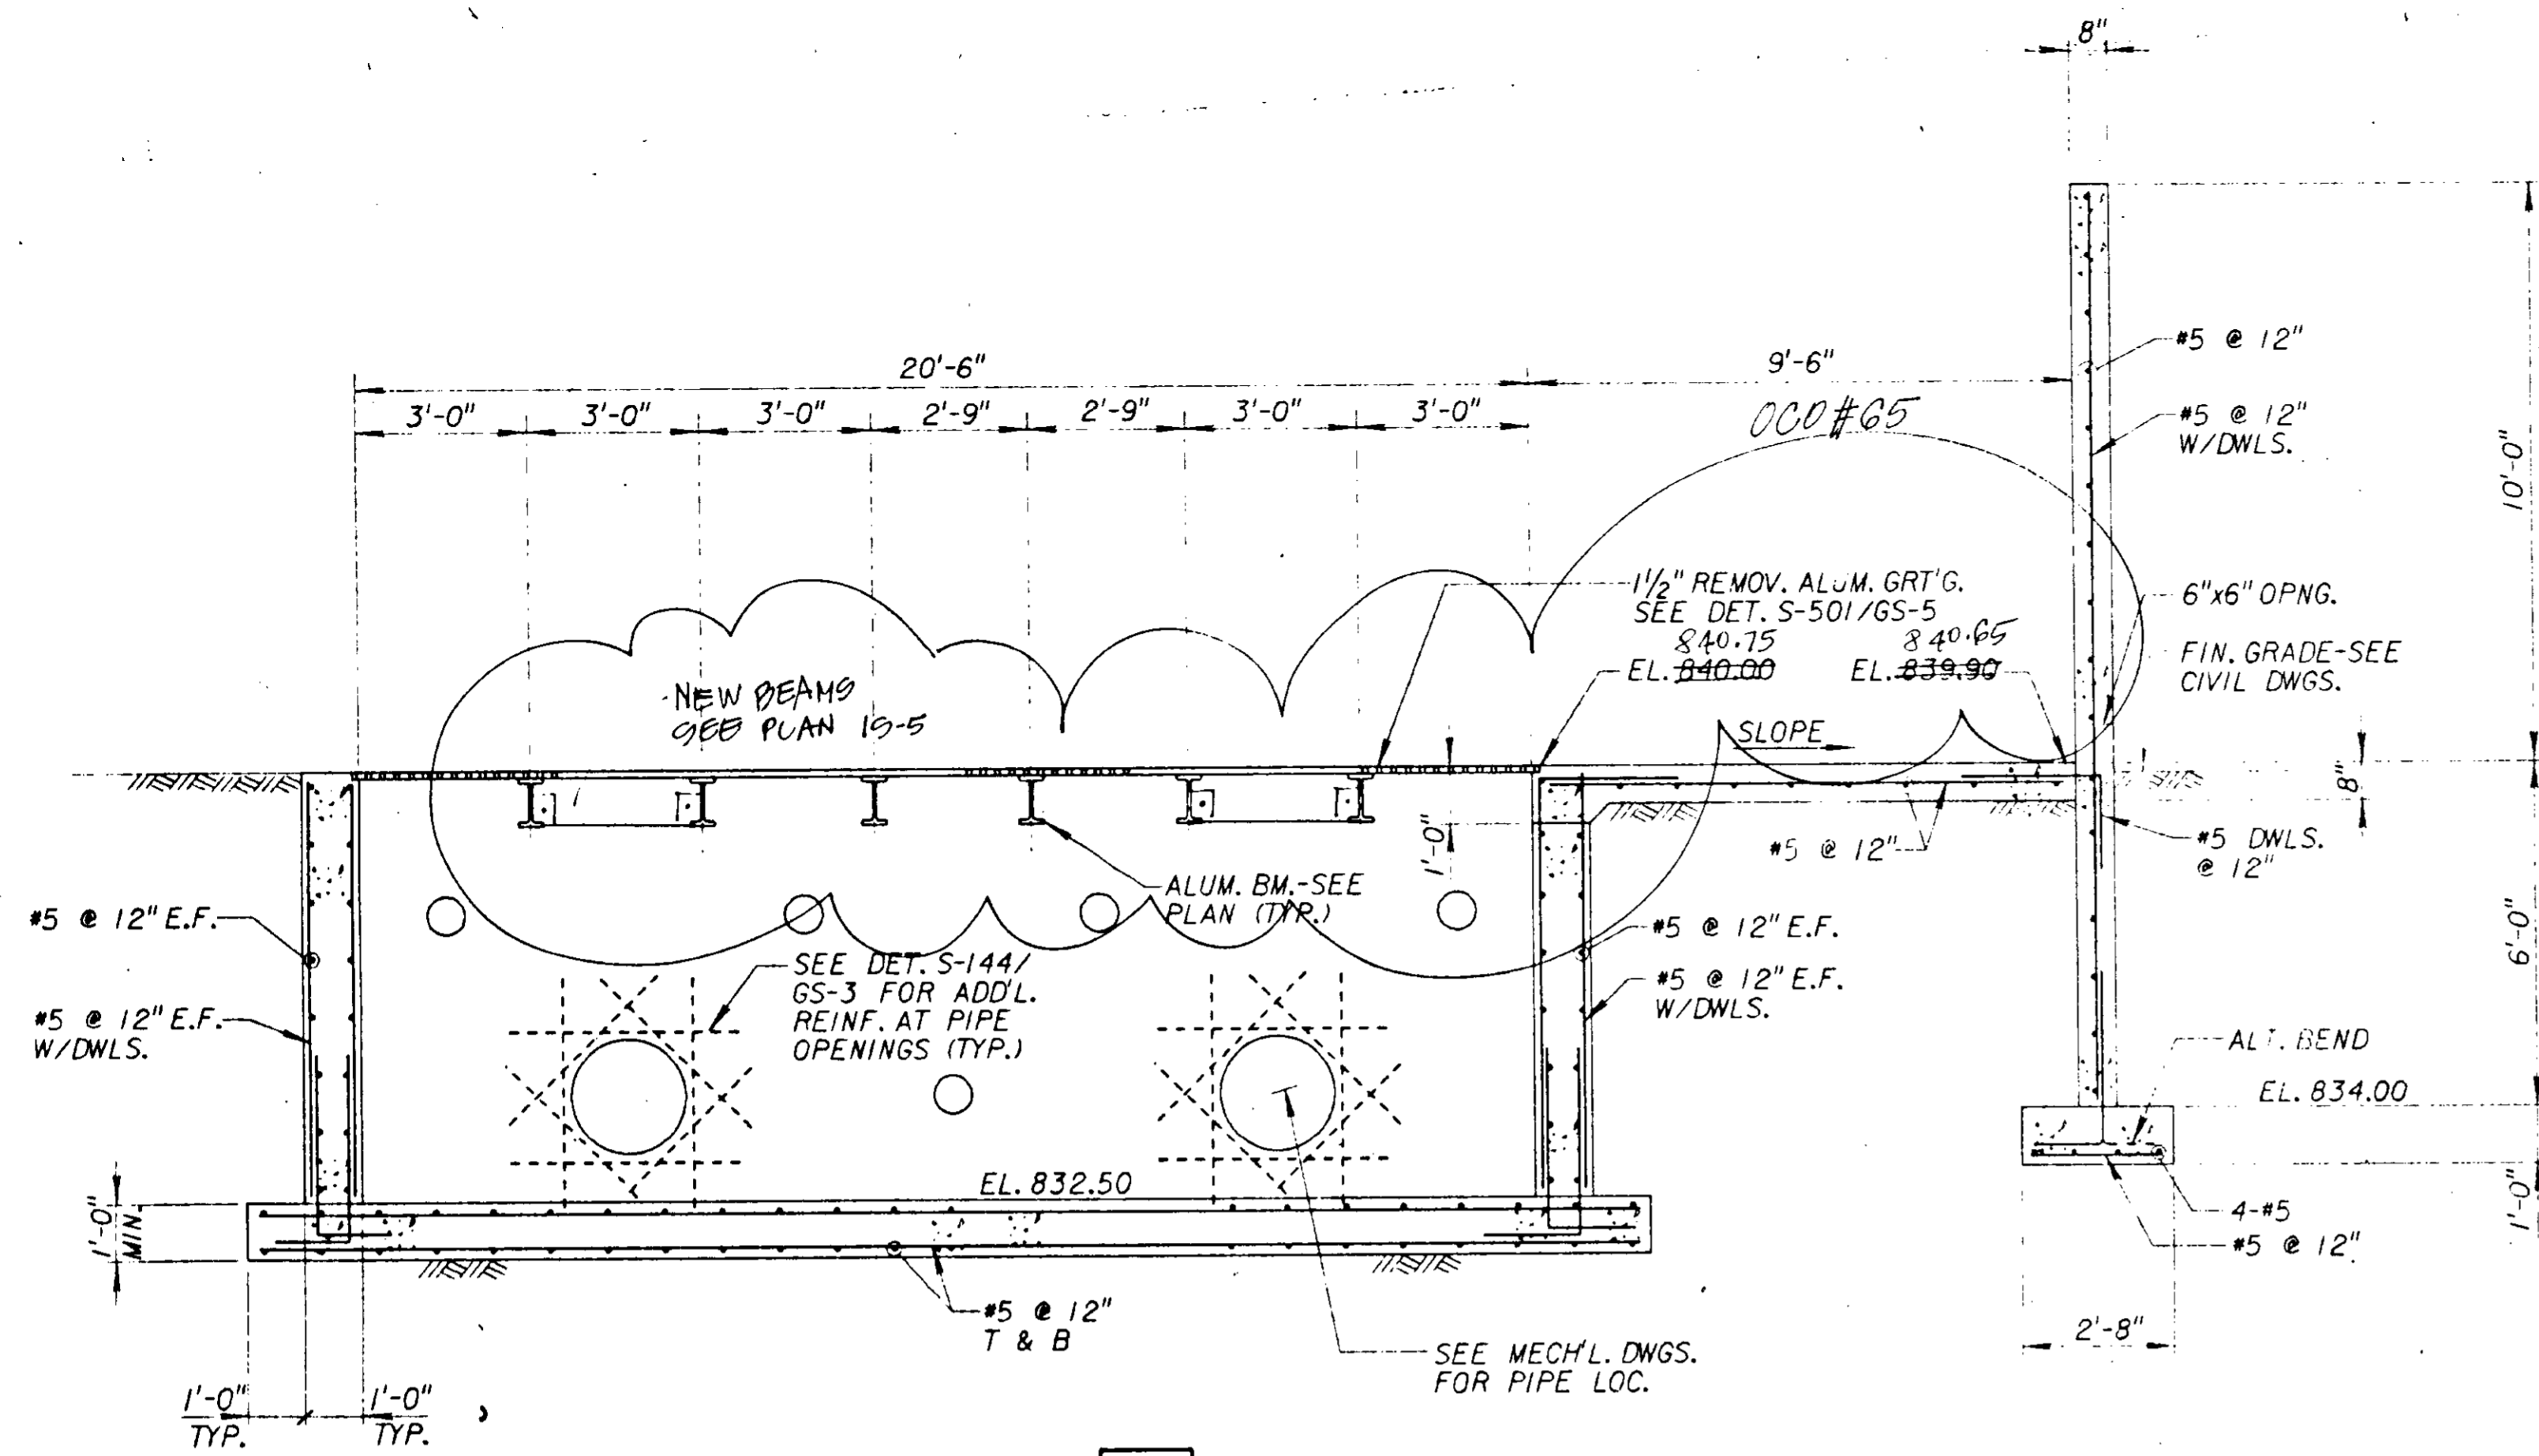 8"
20'-6"
9'-6"
3'-0"
3'-0"
3'-0"
2'-9"
2'-9"
3'-0"
3'-0"
OCO #65
#5 @ 12"
#5 @ 12"
W/DWLS.
10'-0"
1 1/2" REMOV. ALUM. GRT'G.
SEE DET. S-501/GS-5
840.75
840.65
EL. 840.00
EL. 839.90
6"x6" OPNG.
FIN. GRADE-SEE
CIVIL DWGS.
NEW BEAMS
SEE PLAN 1S-5
SLOPE
8"
1'-0"
#5 @ 12"
#5 DWLS.
@ 12"
ALUM. BM.-SEE
PLAN (TYP.)
#5 @ 12" E.F.
#5 @ 12" E.F.
W/DWLS.
#5 @ 12" E.F.
#5 @ 12" E.F.
W/DWLS.
SEE DET. S-144/
GS-3 FOR ADD'L.
REINF. AT PIPE
OPENINGS (TYP.)
6'-0"
ALT. BEND
EL. 834.00
EL. 832.50
1'-0"
MIN.
4-#5
#5 @ 12"
1'-0"
#5 @ 12"
T & B
SEE MECH'L. DWGS.
FOR PIPE LOC.
2'-8"
1'-0"
TYP.
1'-0"
TYP.